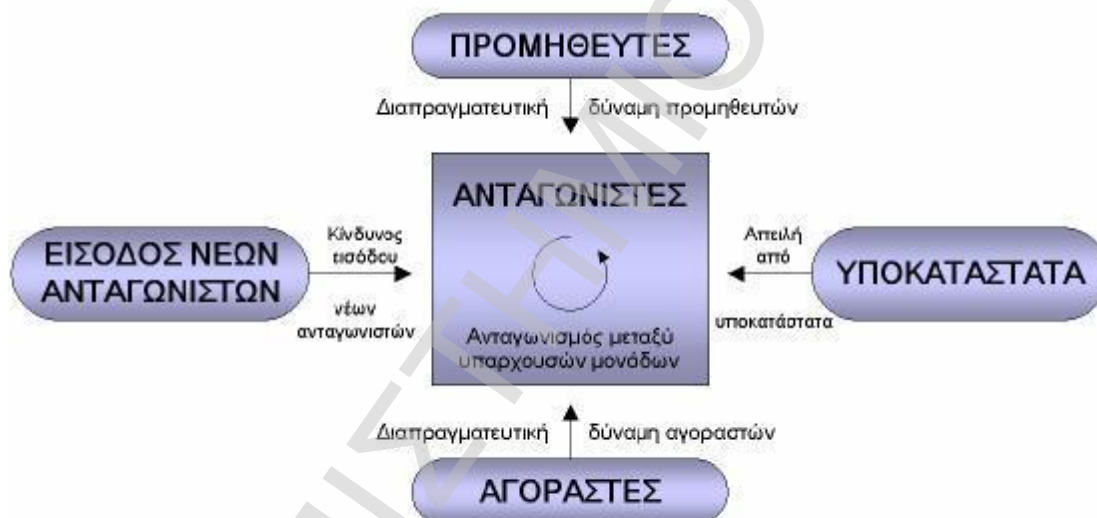 ΠΡΟΜΗΘΕΥΤΕΣ
Διαπραγματευτική δύναμη προμηθευτών
ΑΝΤΑΓΩΝΙΣΤΕΣ
Ανταγωνισμός μεταξύ
υπαρχουσών μονάδων
ΕΙΣΟΔΟΣ ΝΕΩΝ
ΑΝΤΑΓΩΝΙΣΤΩΝ
Κίνδυνος
εισόδου
νέων
ανταγωνιστών
Απειλή
από
υποκατάστατα
ΥΠΟΚΑΤΑΣΤΑΤΑ
Διαπραγματευτική δύναμη αγοραστών
ΑΓΟΡΑΣΤΕΣ